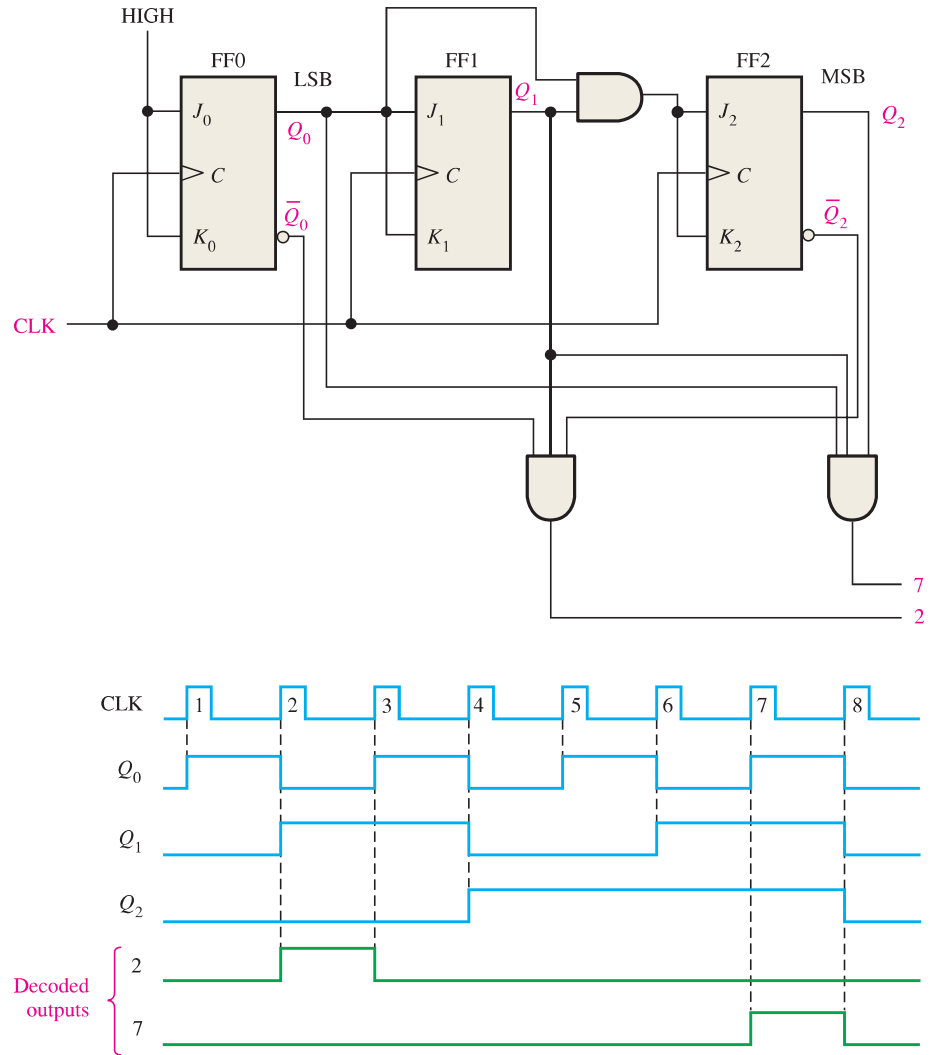 HIGH
FF0
LSB
FF1
FF2
MSB
J0
Q0
J1
Q1
J2
Q2
C
C
C
K0
Q̅0
K1
K2
Q̅2
CLK
7
2
CLK
1
2
3
4
5
6
7
8
Q0
Q1
Q2
Decoded
outputs
2
7